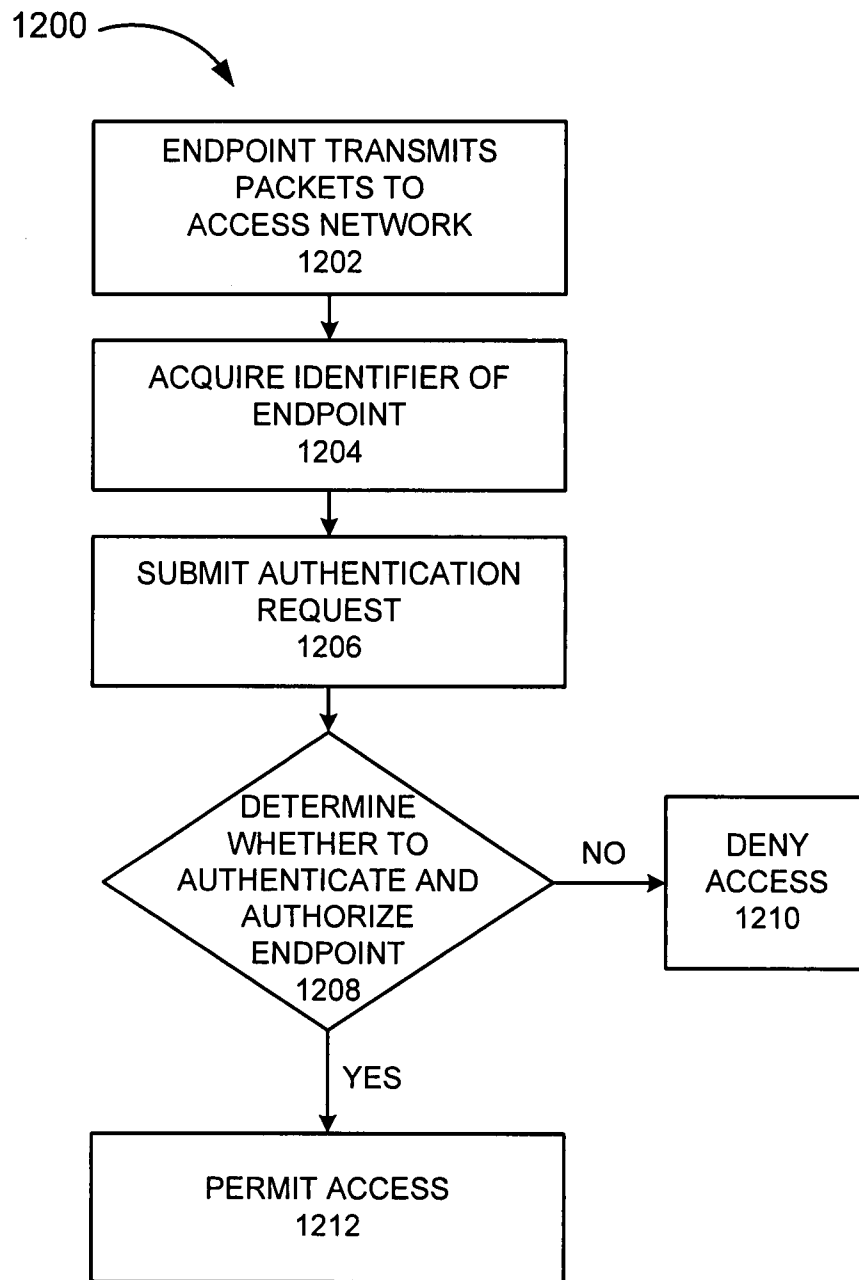 1200
ENDPOINT TRANSMITS
PACKETS TO
ACCESS NETWORK
1202
ACQUIRE IDENTIFIER OF
ENDPOINT
1204
SUBMIT AUTHENTICATION
REQUEST
1206
DETERMINE
WHETHER TO
AUTHENTICATE AND
AUTHORIZE
ENDPOINT
1208
NO
DENY
ACCESS
1210
YES
PERMIT ACCESS
1212